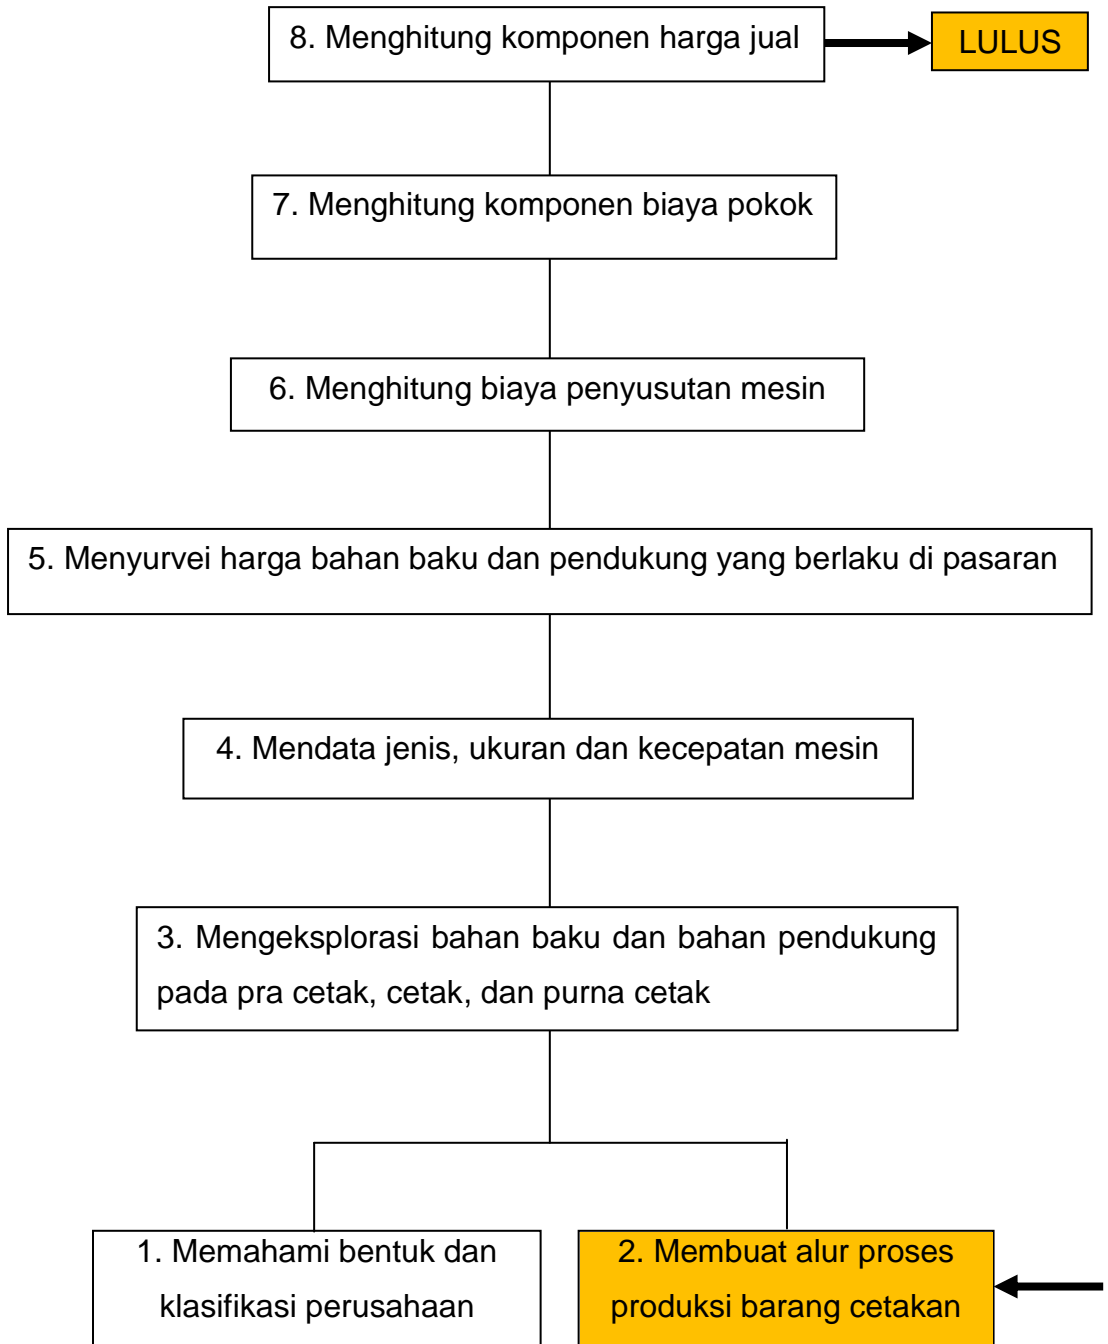 8. Menghitung komponen harga jual
LULUS
7. Menghitung komponen biaya pokok
6. Menghitung biaya penyusutan mesin
5. Menyurvei harga bahan baku dan pendukung yang berlaku di pasaran
4. Mendata jenis, ukuran dan kecepatan mesin
3. Mengeksplorasi bahan baku dan bahan pendukung
pada pra cetak, cetak, dan purna cetak
1. Memahami bentuk dan
klasifikasi perusahaan
2. Membuat alur proses
produksi barang cetakan